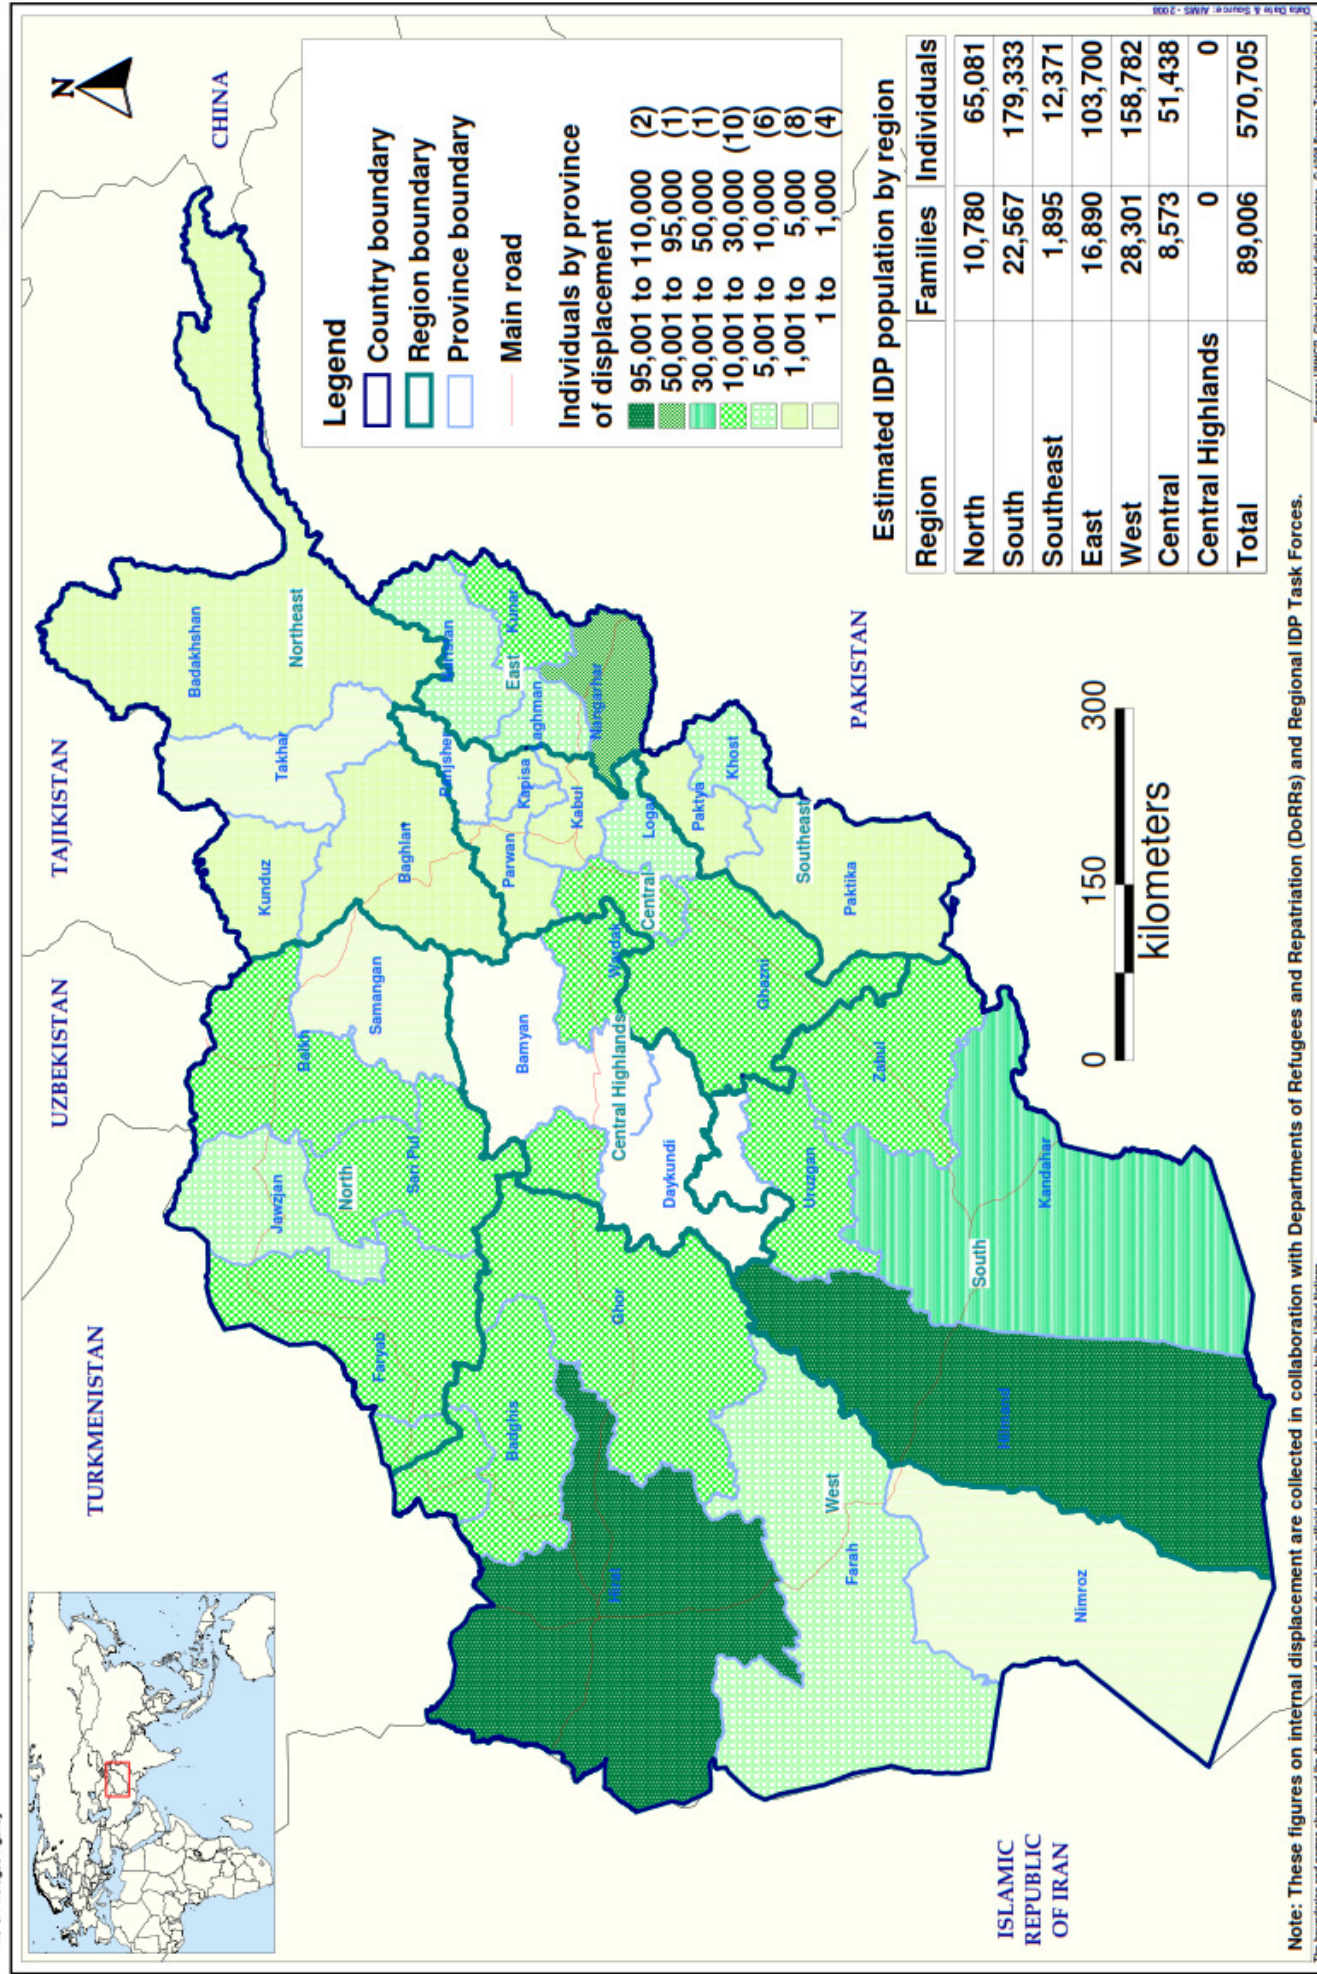 N
CHINA
TAJIKISTAN
UZBEKISTAN
TURKMENISTAN
PAKISTAN
ISLAMIC
REPUBLIC
OF IRAN
Badakhshan
Northeast
Takhar
Kunduz
Baghlan
Balkh
Samangan
Jawzjan
North
Sari Pul
Faryab
Badghis
Hirat
Ghor
Bamyan
Central Highlands
Daykundi
Parwan
Panjsher
Kapisa
Kabul
Wardak
Central
Logar
East
Kunar
Laghman
Nangarhar
Paktya
Khost
Southeast
Paktika
Ghazni
Zabul
Uruzgan
Kandahar
South
Hilmand
West
Farah
Nimroz
Legend
Country boundary
Region boundary
Province boundary
Main road
Individuals by province
of displacement
95,001 to 110,000 (2)
50,001 to 95,000 (1)
30,001 to 50,000 (1)
10,001 to 30,000 (10)
5,001 to 10,000 (6)
1,001 to 5,000 (8)
1 to 1,000 (4)
Estimated IDP population by region
Region Families Individuals
North 10,780 65,081
South 22,567 179,333
Southeast 1,895 12,371
East 16,890 103,700
West 28,301 158,782
Central 8,573 51,438
Central Highlands 0 0
Total 89,006 570,705
0 150 300
kilometers
Data Date & Source: AIMS - 2008
Note: These figures on internal displacement are collected in collaboration with Departments of Refugees and Repatriation (DoRRs) and Regional IDP Task Forces.